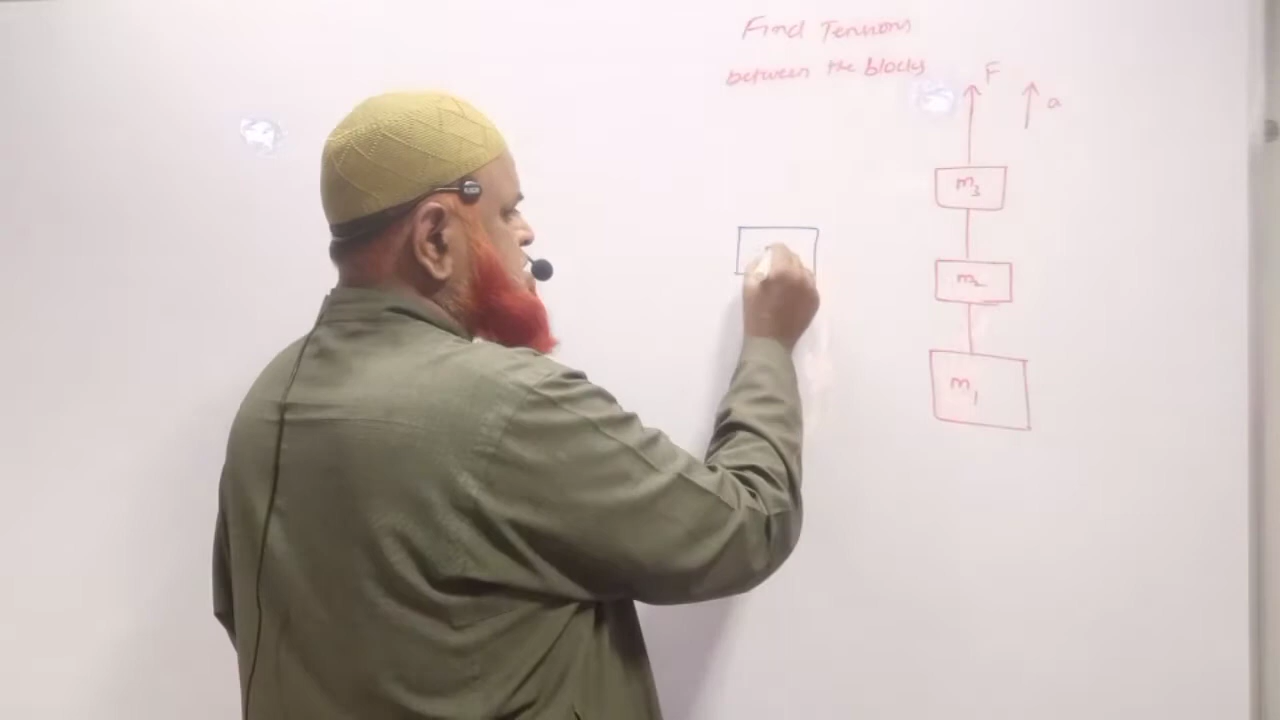 Find Tensions
between the blocks
F
a
m3
m2
m1